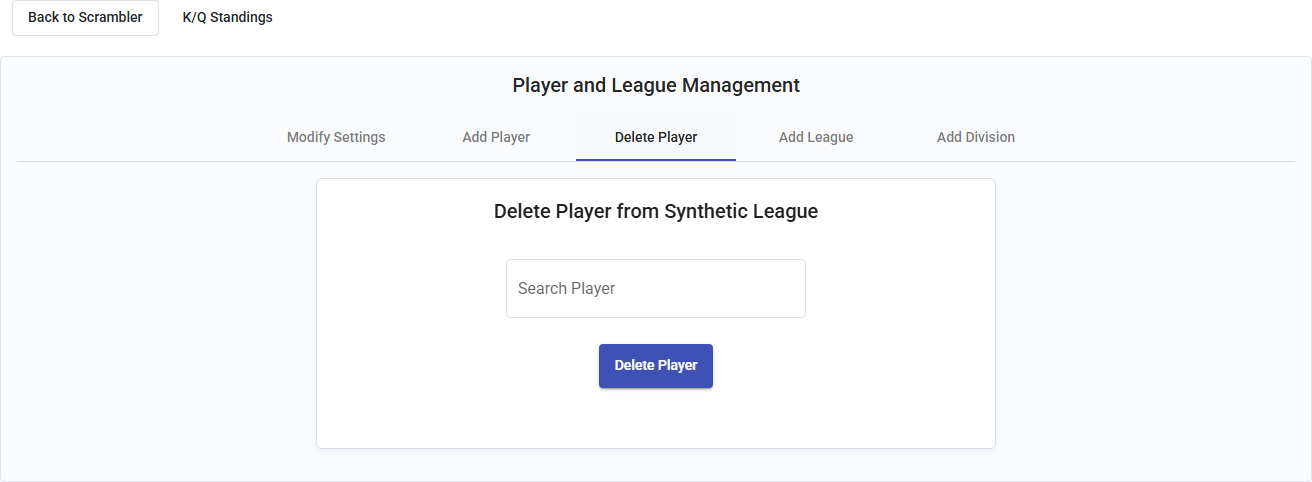 Back to Scrambler K/Q Standings
Player and League Management
Modify Settings Add Player Delete Player Add League Add Division
Delete Player from Synthetic League
Search Player
Delete Player